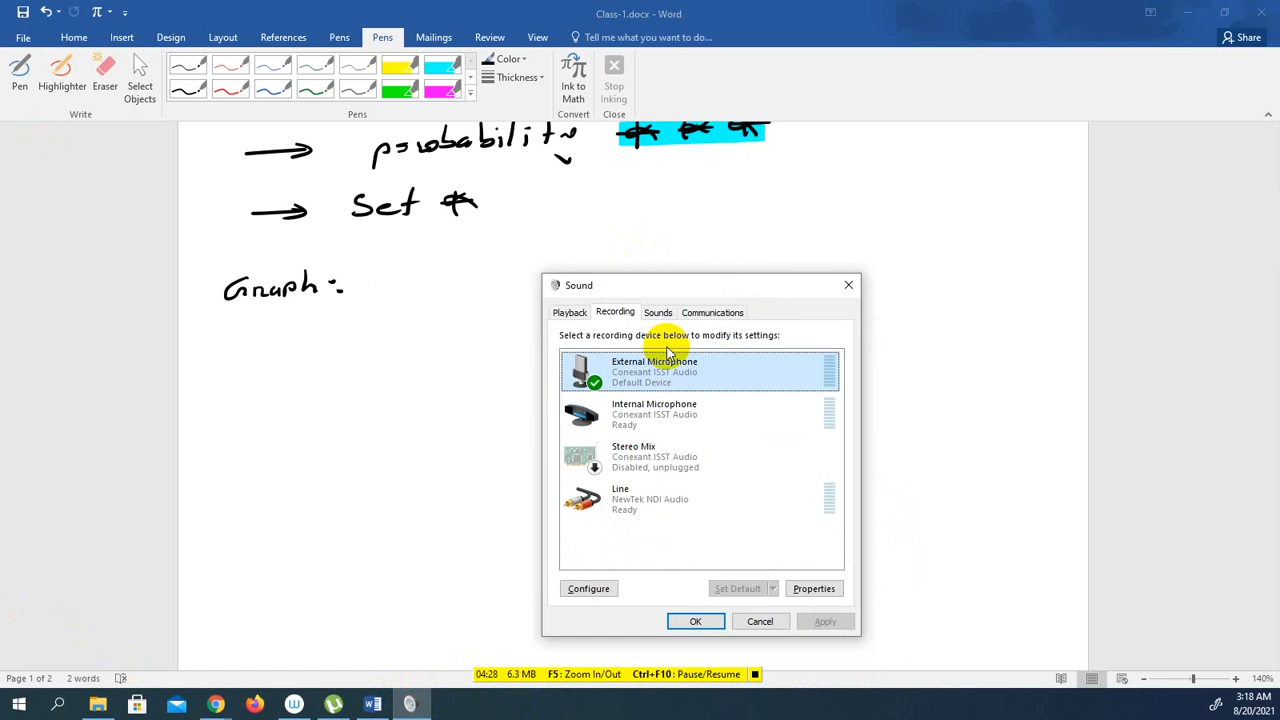 Class-1.docx - Word
File Home Insert Design Layout References Pens Pens Mailings Review View Tell me what you want to do... Share
Pen Highlighter Eraser Select Objects
Color
Thickness
Ink to Math
Stop Inking
Write Pens Convert Close
→ probability ***
→ Set *
Graph:
Sound
Playback Recording Sounds Communications
Select a recording device below to modify its settings:
External Microphone
Conexant ISST Audio
Default Device
Internal Microphone
Conexant ISST Audio
Ready
Stereo Mix
Conexant ISST Audio
Disabled, unplugged
Line
NewTek NDI Audio
Ready
Configure Set Default Properties
OK Cancel Apply
04:28 6.3 MB F5: Zoom In/Out Ctrl+F10: Pause/Resume
Page 1 of 2 2 words 140%
3:18 AM
8/20/2021